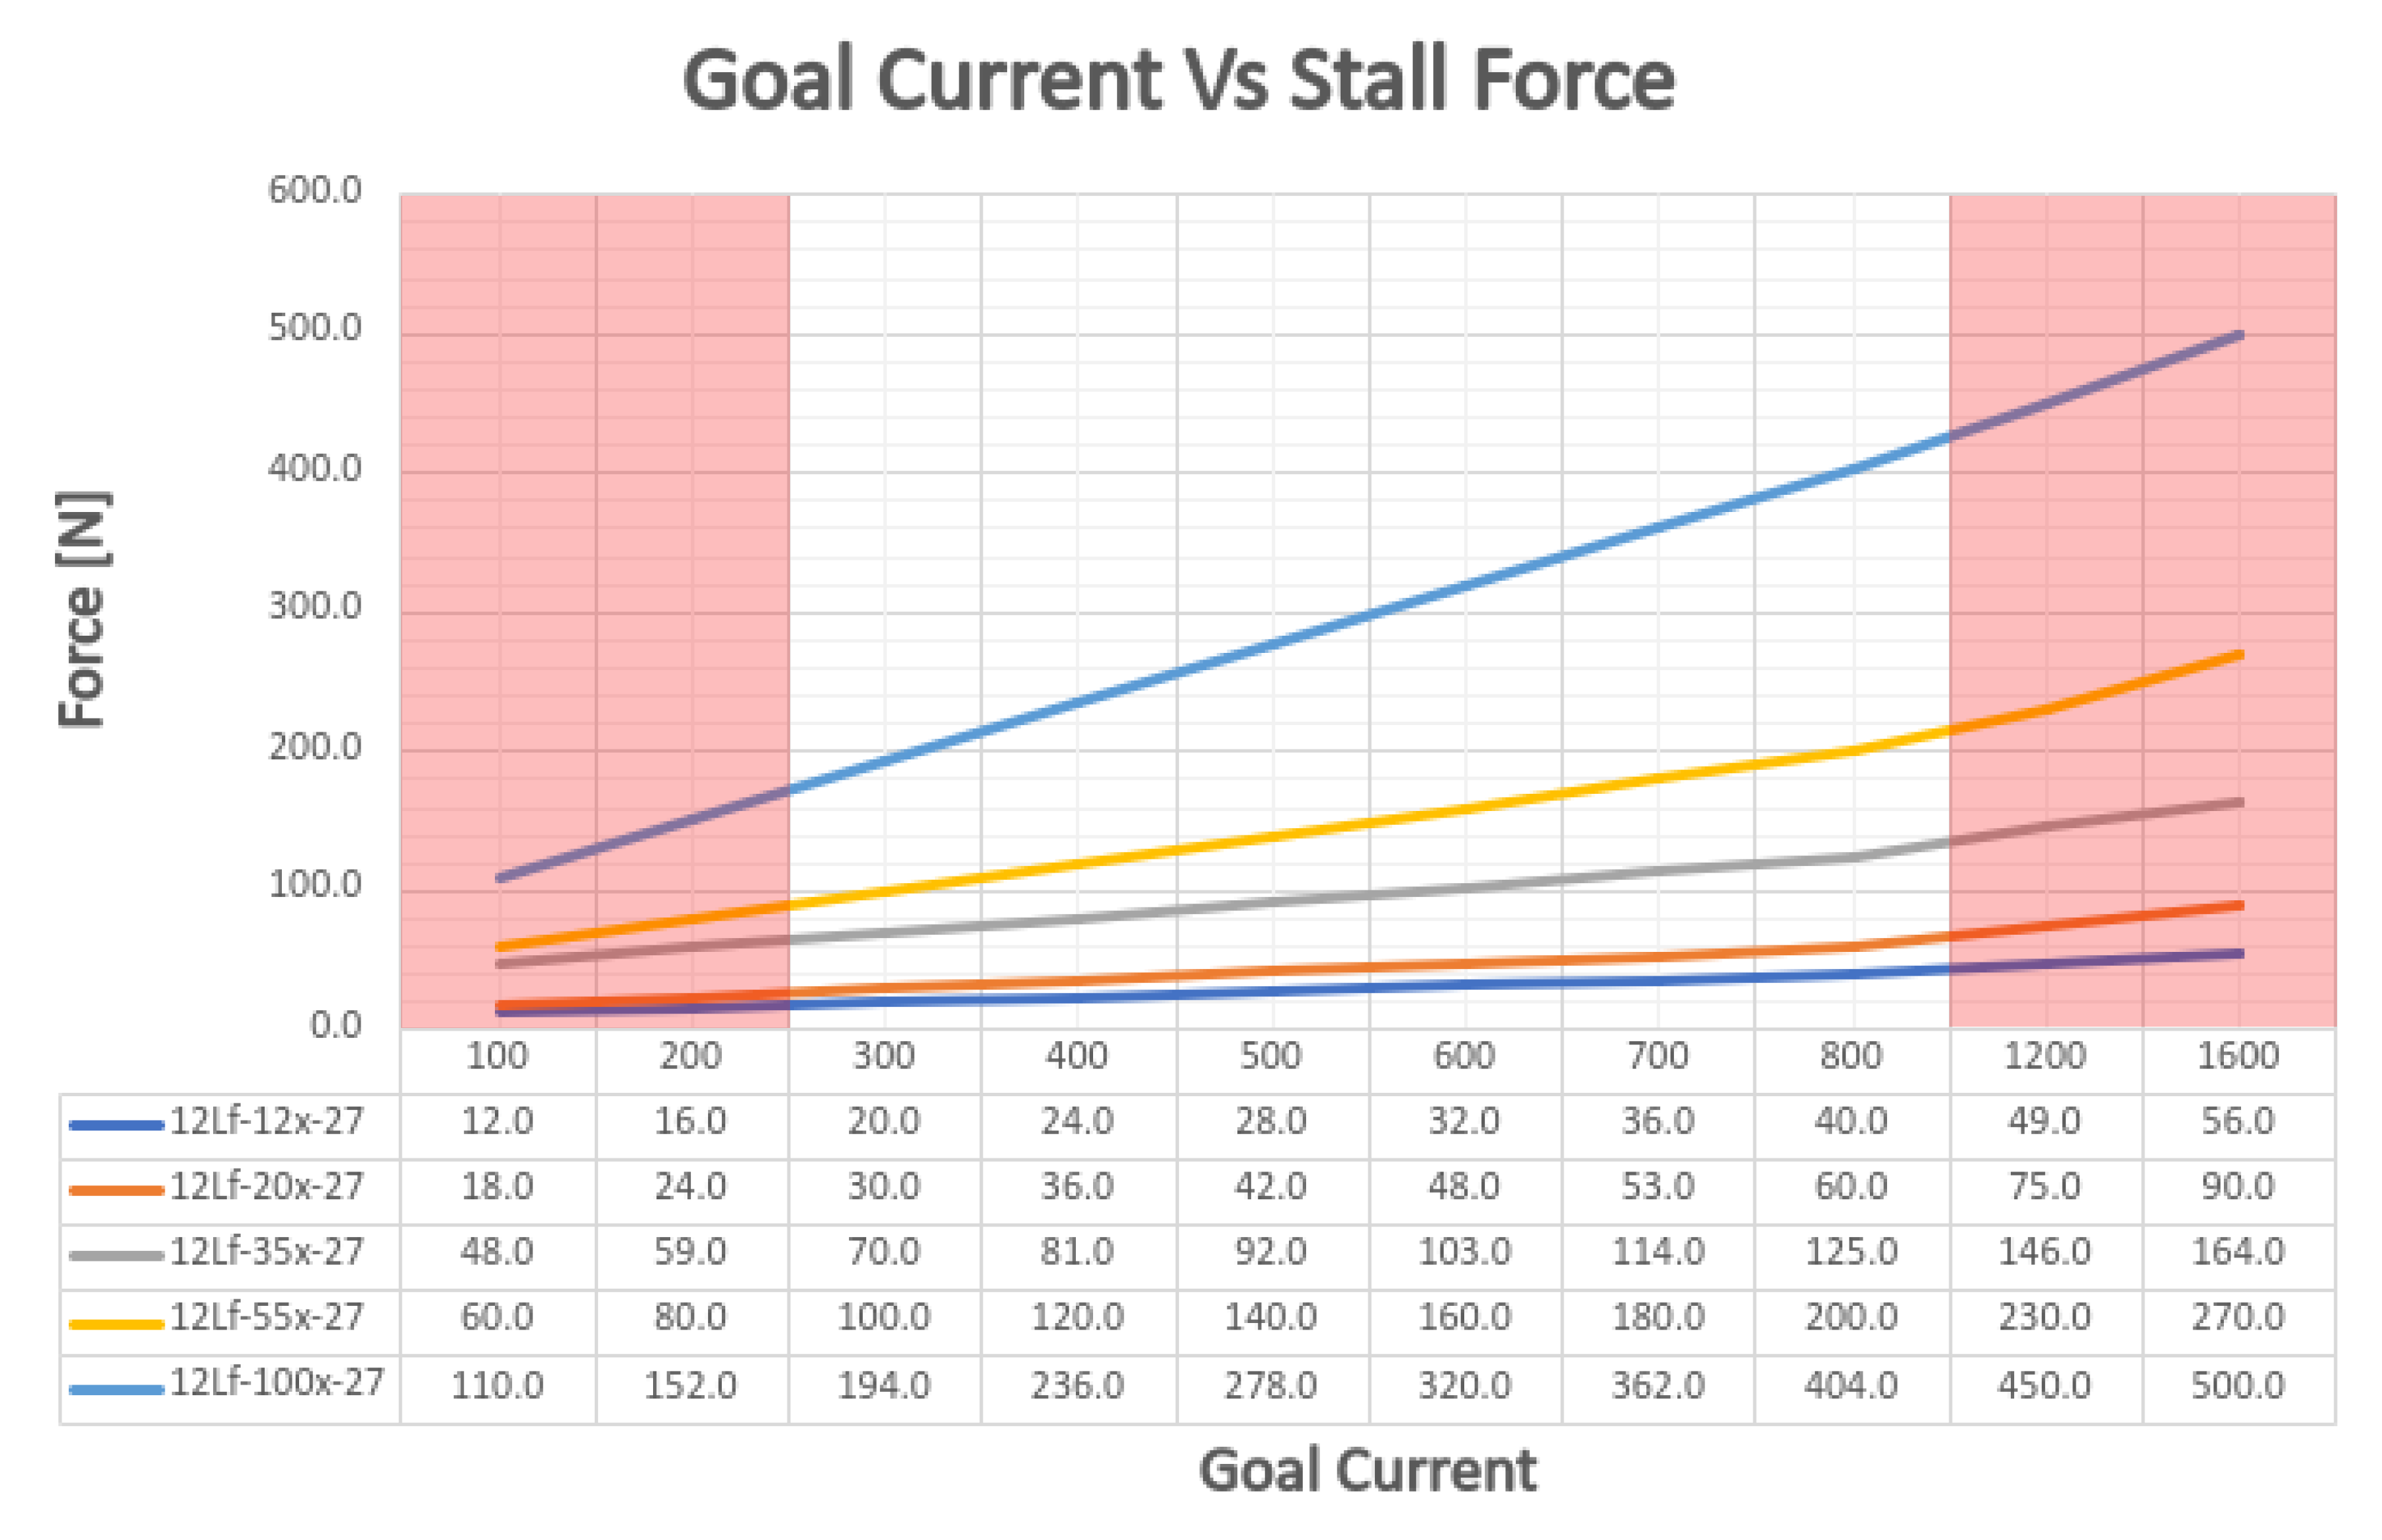 Goal Current Vs Stall Force
600.0
500.0
400.0
300.0
200.0
100.0
0.0
Force [N]
100 200 300 400 500 600 700 800 1200 1600
12Lf-12x-27 12.0 16.0 20.0 24.0 28.0 32.0 36.0 40.0 49.0 56.0
12Lf-20x-27 18.0 24.0 30.0 36.0 42.0 48.0 53.0 60.0 75.0 90.0
12Lf-35x-27 48.0 59.0 70.0 81.0 92.0 103.0 114.0 125.0 146.0 164.0
12Lf-55x-27 60.0 80.0 100.0 120.0 140.0 160.0 180.0 200.0 230.0 270.0
12Lf-100x-27 110.0 152.0 194.0 236.0 278.0 320.0 362.0 404.0 450.0 500.0
Goal Current